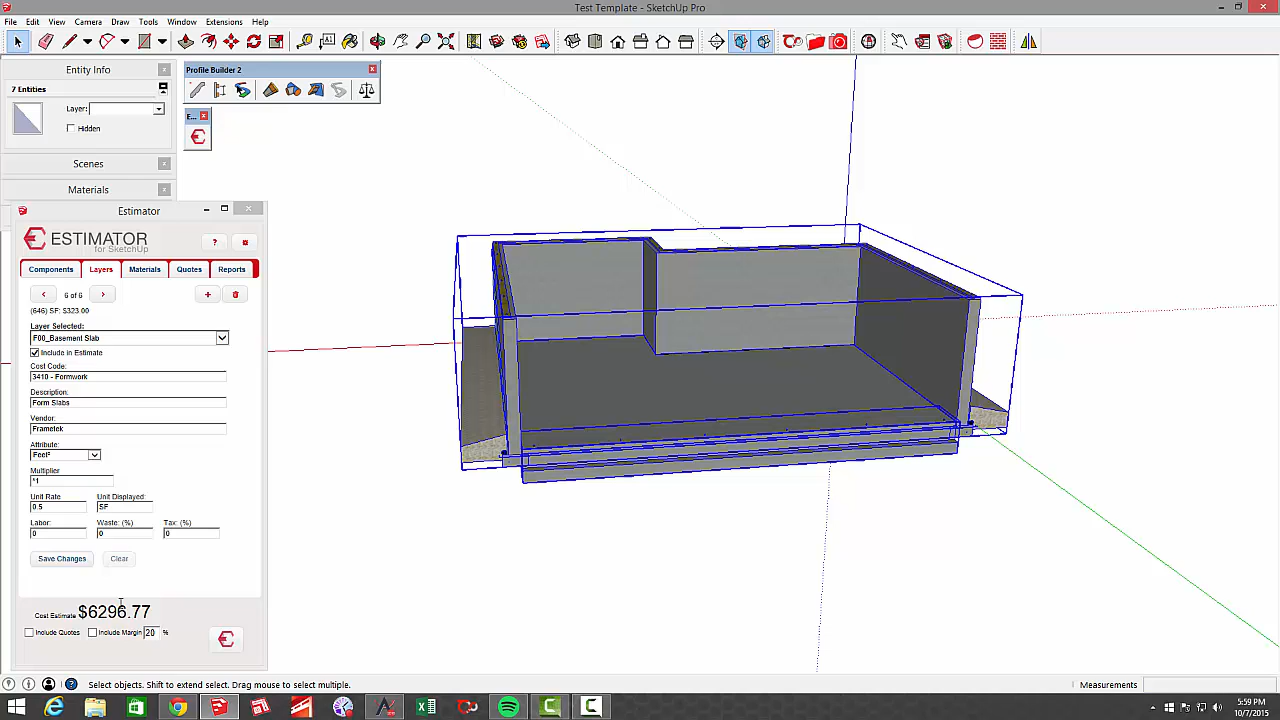 Test Template - SketchUp Pro
File Edit View Camera Draw Tools Window Extensions Help
Entity Info
7 Entities
Layer:
Hidden
Scenes
Materials
Profile Builder 2
E...
Estimator
ESTIMATOR
for SketchUp
?
Components Layers Materials Quotes Reports
< 6 of 6 > +
(646) SF: $323.00
Layer Selected:
F00_Basement Slab
Include in Estimate
Cost Code:
3410 - Formwork
Description:
Form Slabs
Vendor:
Frametek
Attribute:
Feet²
Multiplier
*1
Unit Rate Unit Displayed:
0.5 SF
Labor: Waste: (%) Tax: (%)
0 0 0
Save Changes Clear
Cost Estimate $6296.77
Include Quotes Include Margin 20 %
Select objects. Shift to extend select. Drag mouse to select multiple.
Measurements
5:59 PM
10/7/2015